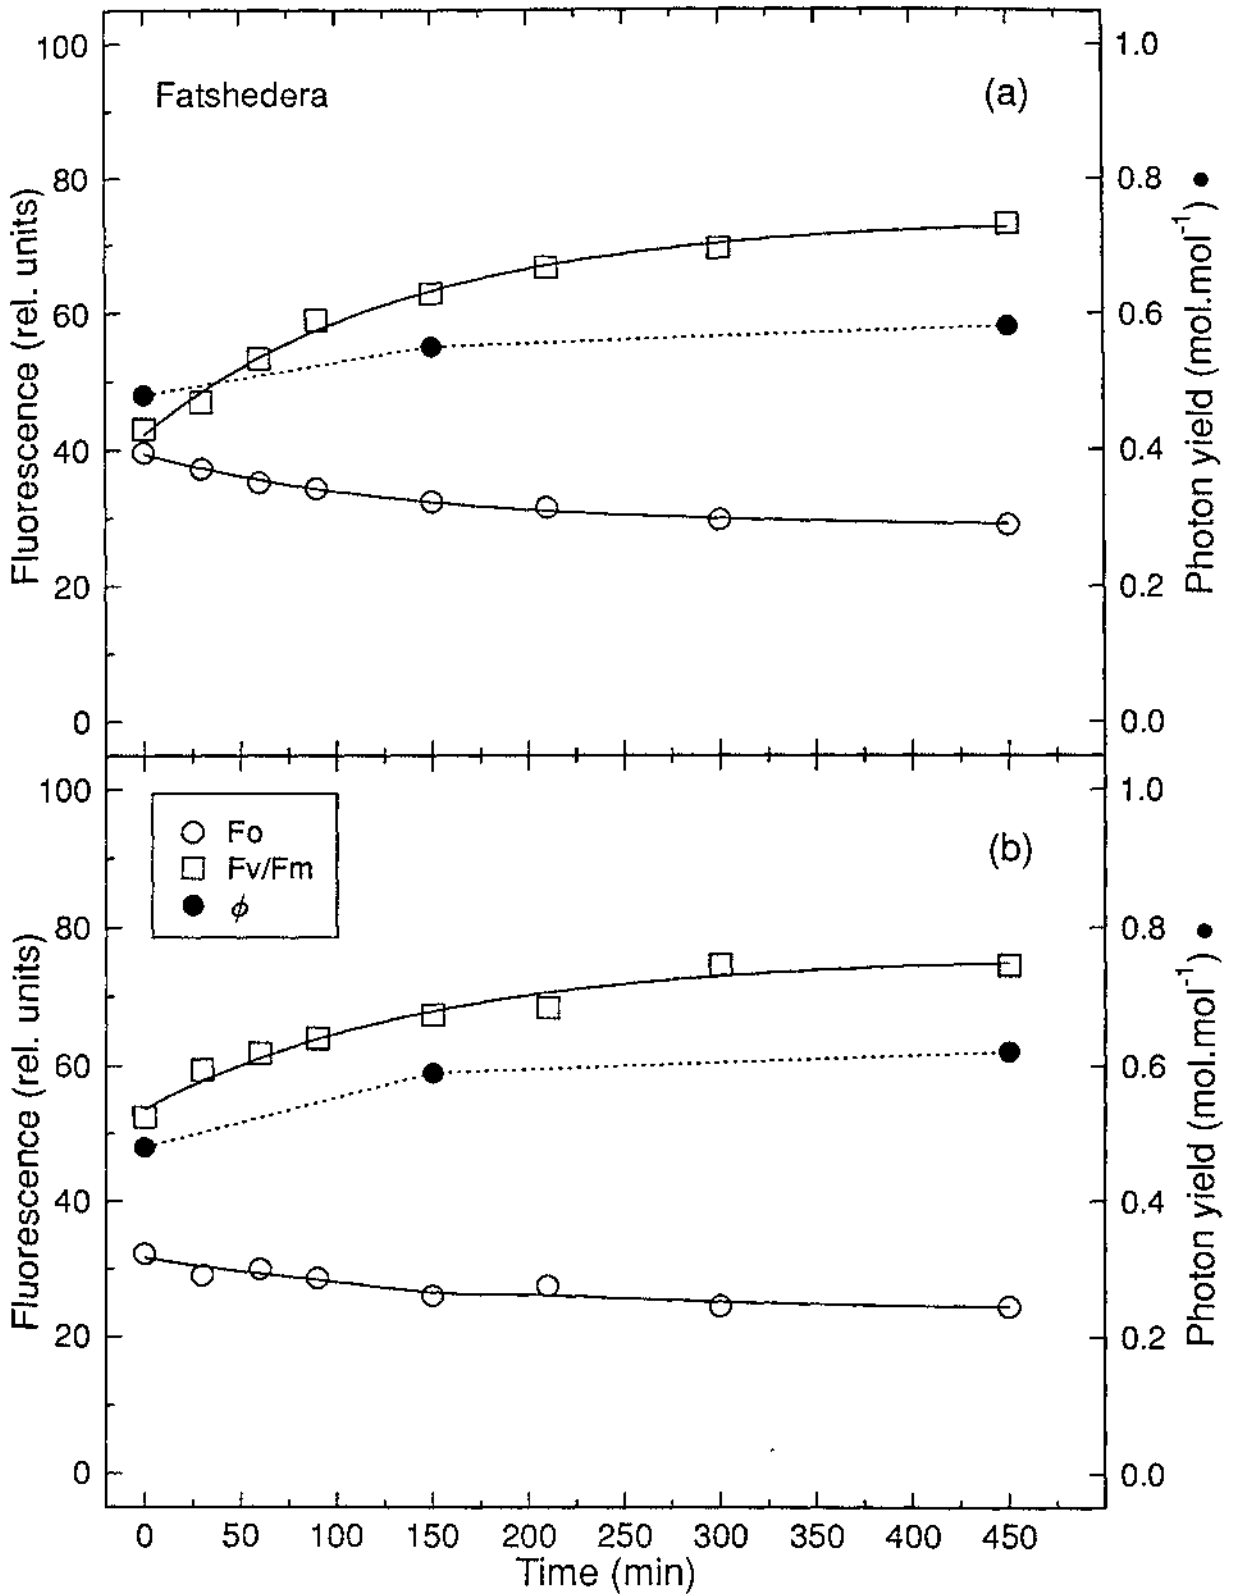 Fatshedera
(a)
100
80
60
40
20
0
Fluorescence (rel. units)
1.0
0.8
0.6
0.4
0.2
0.0
Photon yield (mol.mol⁻¹) ●
Fo
Fv/Fm
ϕ
(b)
100
80
60
40
20
0
Fluorescence (rel. units)
1.0
0.8
0.6
0.4
0.2
0.0
Photon yield (mol.mol⁻¹) ●
0 50 100 150 200 250 300 350 400 450
Time (min)